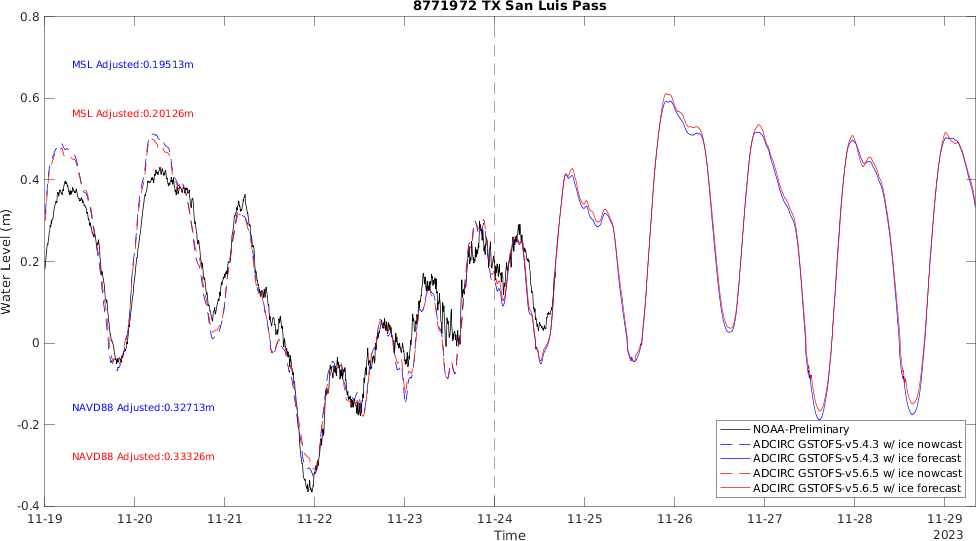 8771972 TX San Luis Pass
0.8
0.6
0.4
0.2
0
-0.2
-0.4
Water Level (m)
MSL Adjusted:0.19513m
MSL Adjusted:0.20126m
NAVD88 Adjusted:0.32713m
NAVD88 Adjusted:0.33326m
NOAA-Preliminary
ADCIRC GSTOFS-v5.4.3 w/ ice nowcast
ADCIRC GSTOFS-v5.4.3 w/ ice forecast
ADCIRC GSTOFS-v5.6.5 w/ ice nowcast
ADCIRC GSTOFS-v5.6.5 w/ ice forecast
11-19 11-20 11-21 11-22 11-23 11-24 11-25 11-26 11-27 11-28 11-29
Time 2023